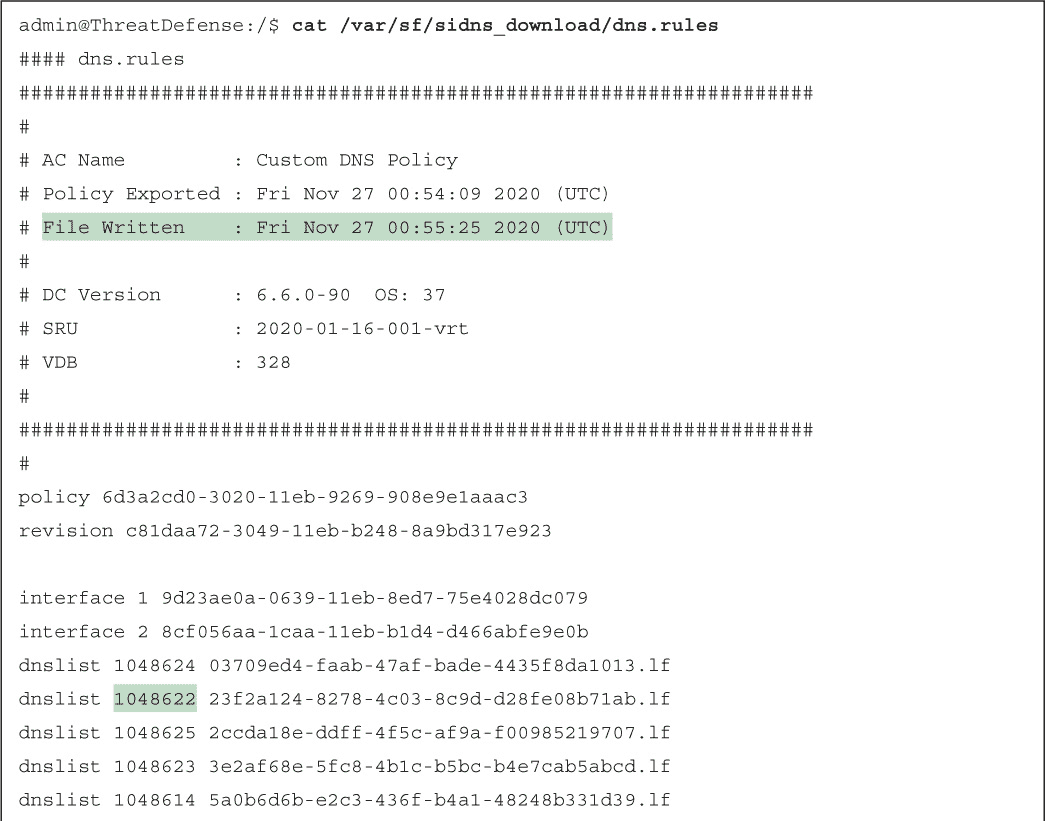 admin@ThreatDefense:/$ cat /var/sf/sidns_download/dns.rules
#### dns.rules
###################################################################
#
# AC Name         : Custom DNS Policy
# Policy Exported : Fri Nov 27 00:54:09 2020 (UTC)
# File Written    : Fri Nov 27 00:55:25 2020 (UTC)
#
# DC Version      : 6.6.0-90  OS: 37
# SRU             : 2020-01-16-001-vrt
# VDB             : 328
#
###################################################################
#
policy 6d3a2cd0-3020-11eb-9269-908e9e1aaac3
revision c81daa72-3049-11eb-b248-8a9bd317e923

interface 1 9d23ae0a-0639-11eb-8ed7-75e4028dc079
interface 2 8cf056aa-1caa-11eb-b1d4-d466abfe9e0b
dnslist 1048624 03709ed4-faab-47af-bade-4435f8da1013.lf
dnslist 1048622 23f2a124-8278-4c03-8c9d-d28fe08b71ab.lf
dnslist 1048625 2ccda18e-ddff-4f5c-af9a-f00985219707.lf
dnslist 1048623 3e2af68e-5fc8-4b1c-b5bc-b4e7cab5abcd.lf
dnslist 1048614 5a0b6d6b-e2c3-436f-b4a1-48248b331d39.lf